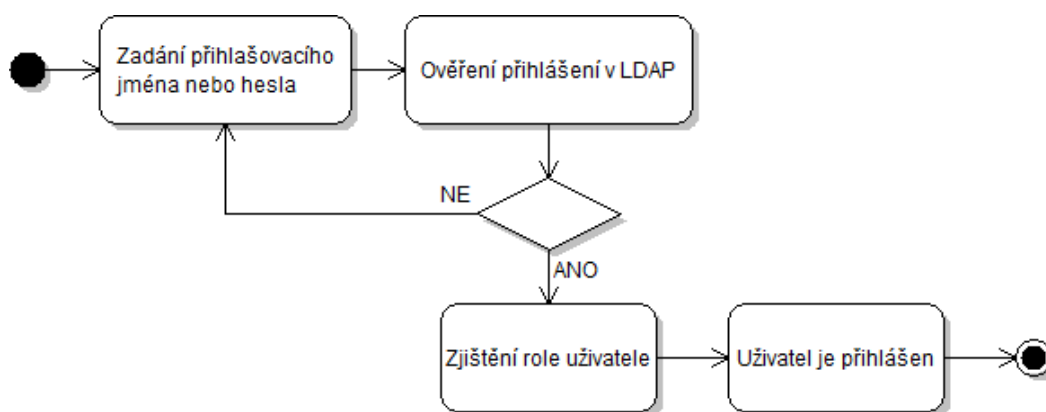 Zadání přihlašovacího
jména nebo hesla
Ověření přihlášení v LDAP
NE
ANO
Zjištění role uživatele
Uživatel je přihlášen